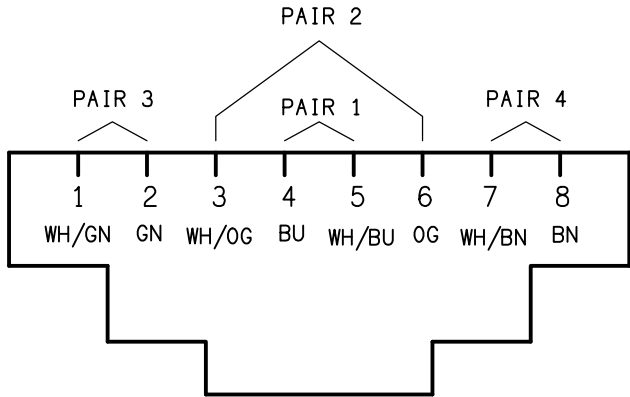 PAIR 2
PAIR 3 PAIR 1 PAIR 4
1 2 3 4 5 6 7 8
WH/GN GN WH/OG BU WH/BU OG WH/BN BN